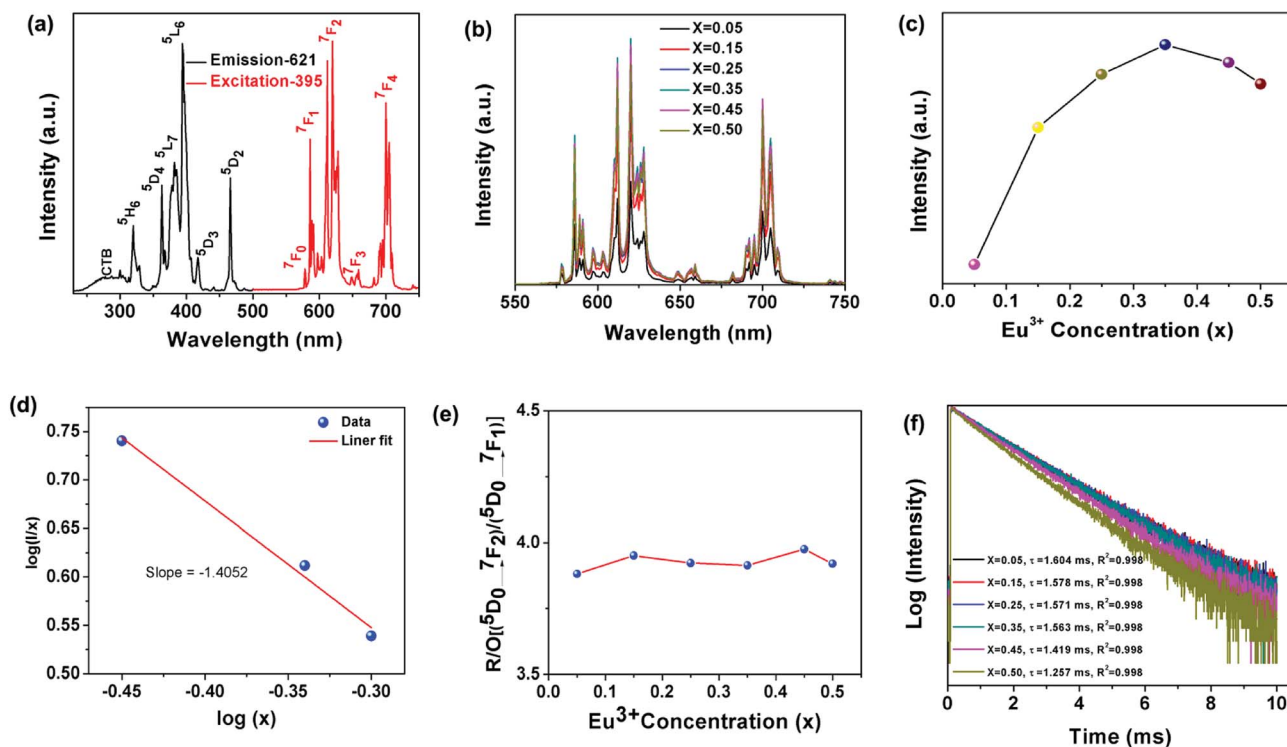 (a)
Intensity (a.u.)
CTB
⁵H₆
⁵D₄
⁵L₇
⁵L₆
⁵D₃
⁵D₂
⁷F₀
⁷F₁
⁷F₂
⁷F₃
⁷F₄
Emission-621
Excitation-395
300 400 500 600 700
Wavelength (nm)
(b)
Intensity (a.u.)
X=0.05
X=0.15
X=0.25
X=0.35
X=0.45
X=0.50
550 600 650 700 750
Wavelength (nm)
(c)
Intensity (a.u.)
0.0 0.1 0.2 0.3 0.4 0.5
Eu³⁺ Concentration (x)
(d)
log(I/x)
0.75
0.70
0.65
0.60
0.55
0.50
Data
Liner fit
Slope = -1.4052
-0.45 -0.40 -0.35 -0.30
log (x)
(e)
R/O[(⁵D₀→⁷F₂)/(⁵D₀→⁷F₁)]
4.5
4.0
3.5
0.0 0.1 0.2 0.3 0.4 0.5
Eu³⁺Concentration (x)
(f)
Log (Intensity)
X=0.05, τ =1.604 ms, R²=0.998
X=0.15, τ =1.578 ms, R²=0.998
X=0.25, τ =1.571 ms, R²=0.998
X=0.35, τ =1.563 ms, R²=0.998
X=0.45, τ =1.419 ms, R²=0.998
X=0.50, τ =1.257 ms, R²=0.998
0 2 4 6 8 10
Time (ms)